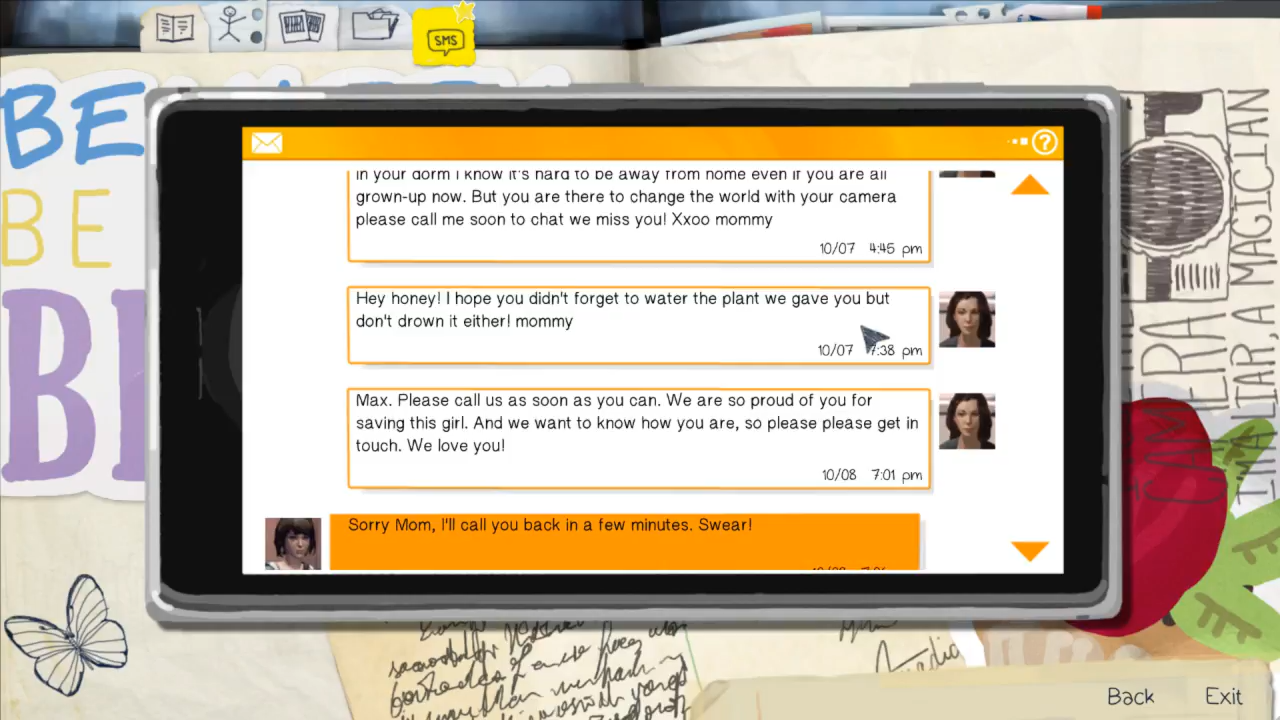 SMS
BE
BE
in your dorm I know it's hard to be away from home even if you are all
grown-up now. But you are there to change the world with your camera
please call me soon to chat we miss you! Xxoo mommy
10/07 4:45 pm
Hey honey! I hope you didn't forget to water the plant we gave you but
don't drown it either! mommy
10/07 7:38 pm
Max. Please call us as soon as you can. We are so proud of you for
saving this girl. And we want to know how you are, so please please get in
touch. We love you!
10/08 7:01 pm
Sorry Mom, I'll call you back in a few minutes. Swear!
CAMERA
LIAR, A MAGICIAN
Back Exit